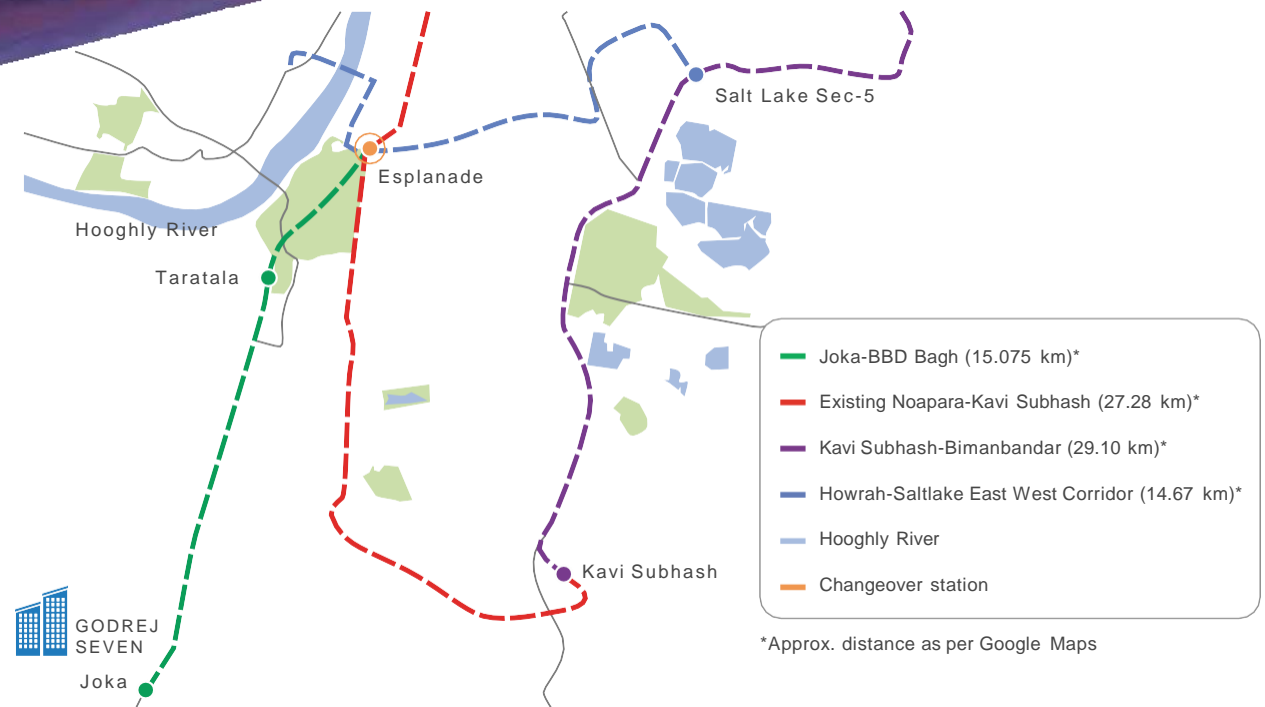 Salt Lake Sec-5
Esplanade
Hooghly River
Taratala
Joka-BBD Bagh (15.075 km)*
Existing Noapara-Kavi Subhash (27.28 km)*
Kavi Subhash-Bimanbandar (29.10 km)*
Howrah-Saltlake East West Corridor (14.67 km)*
Hooghly River
Changeover station
Kavi Subhash
GODREJ
SEVEN
*Approx. distance as per Google Maps
Joka